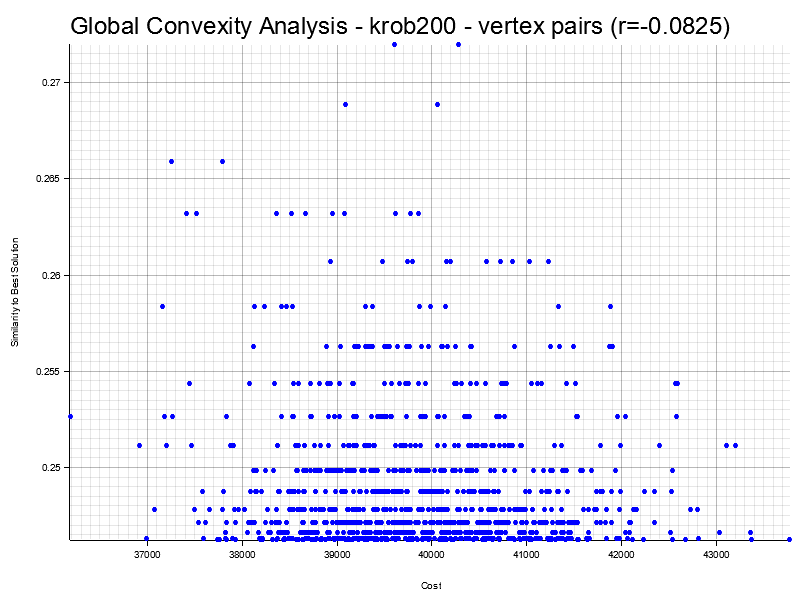 Global Convexity Analysis - krob200 - vertex pairs (r=-0.0825)
0.27
0.265
0.26
0.255
0.25
Similarity to Best Solution
37000 38000 39000 40000 41000 42000 43000
Cost